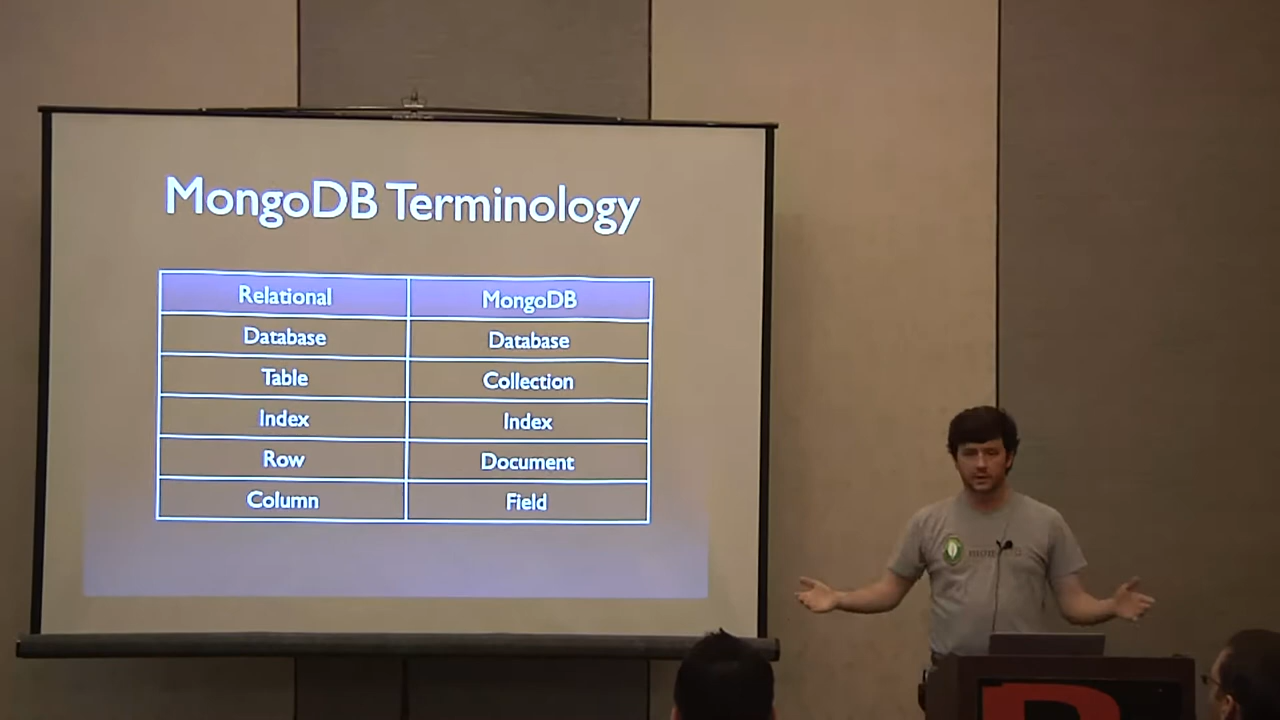 MongoDB Terminology
Relational MongoDB
Database Database
Table Collection
Index Index
Row Document
Column Field